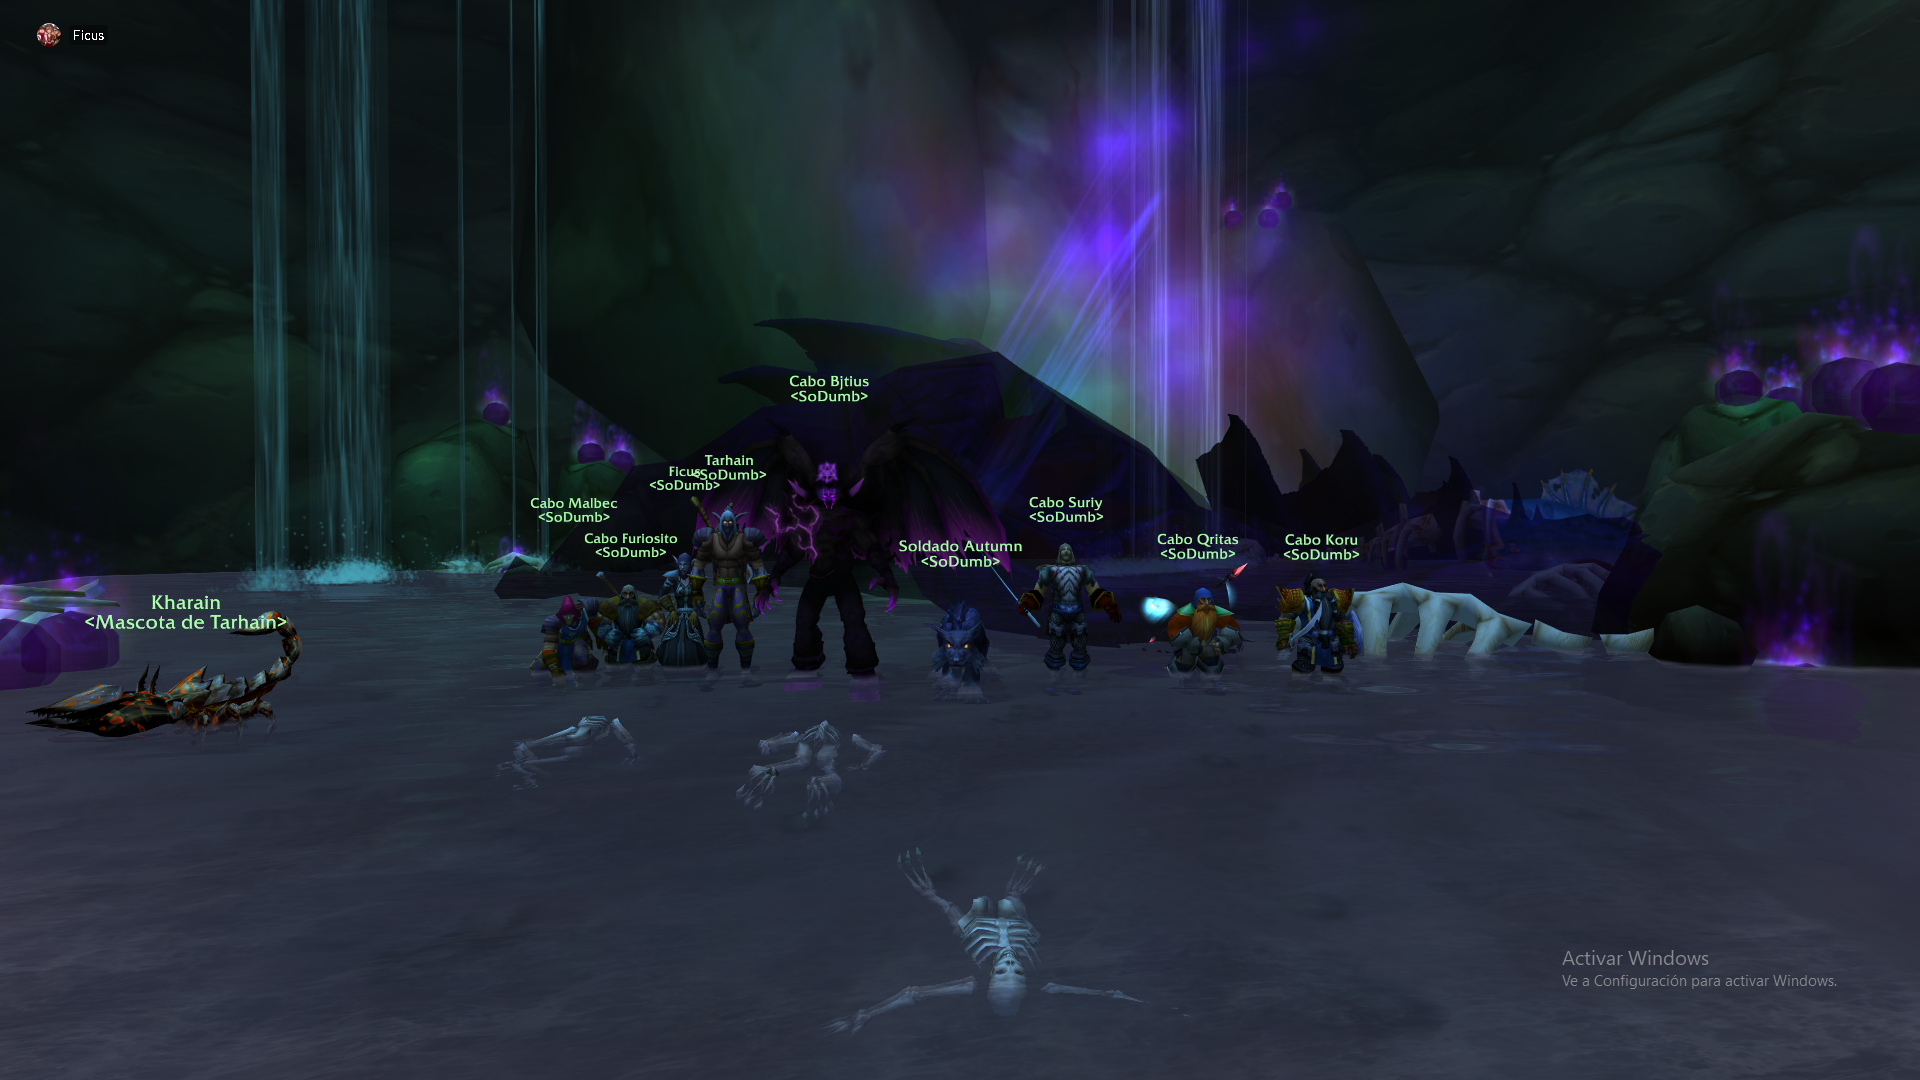 Ficus
Cabo Bjtius
<SoDumb>
Tarhain
<SoDumb>
Ficus
<SoDumb>
Cabo Malbec
<SoDumb>
Cabo Suriy
<SoDumb>
Cabo Furiosito
<SoDumb>
Soldado Autumn
<SoDumb>
Cabo Qritas
<SoDumb>
Cabo Koru
<SoDumb>
Kharain
<Mascota de Tarhain>
Activar Windows
Ve a Configuración para activar Windows.